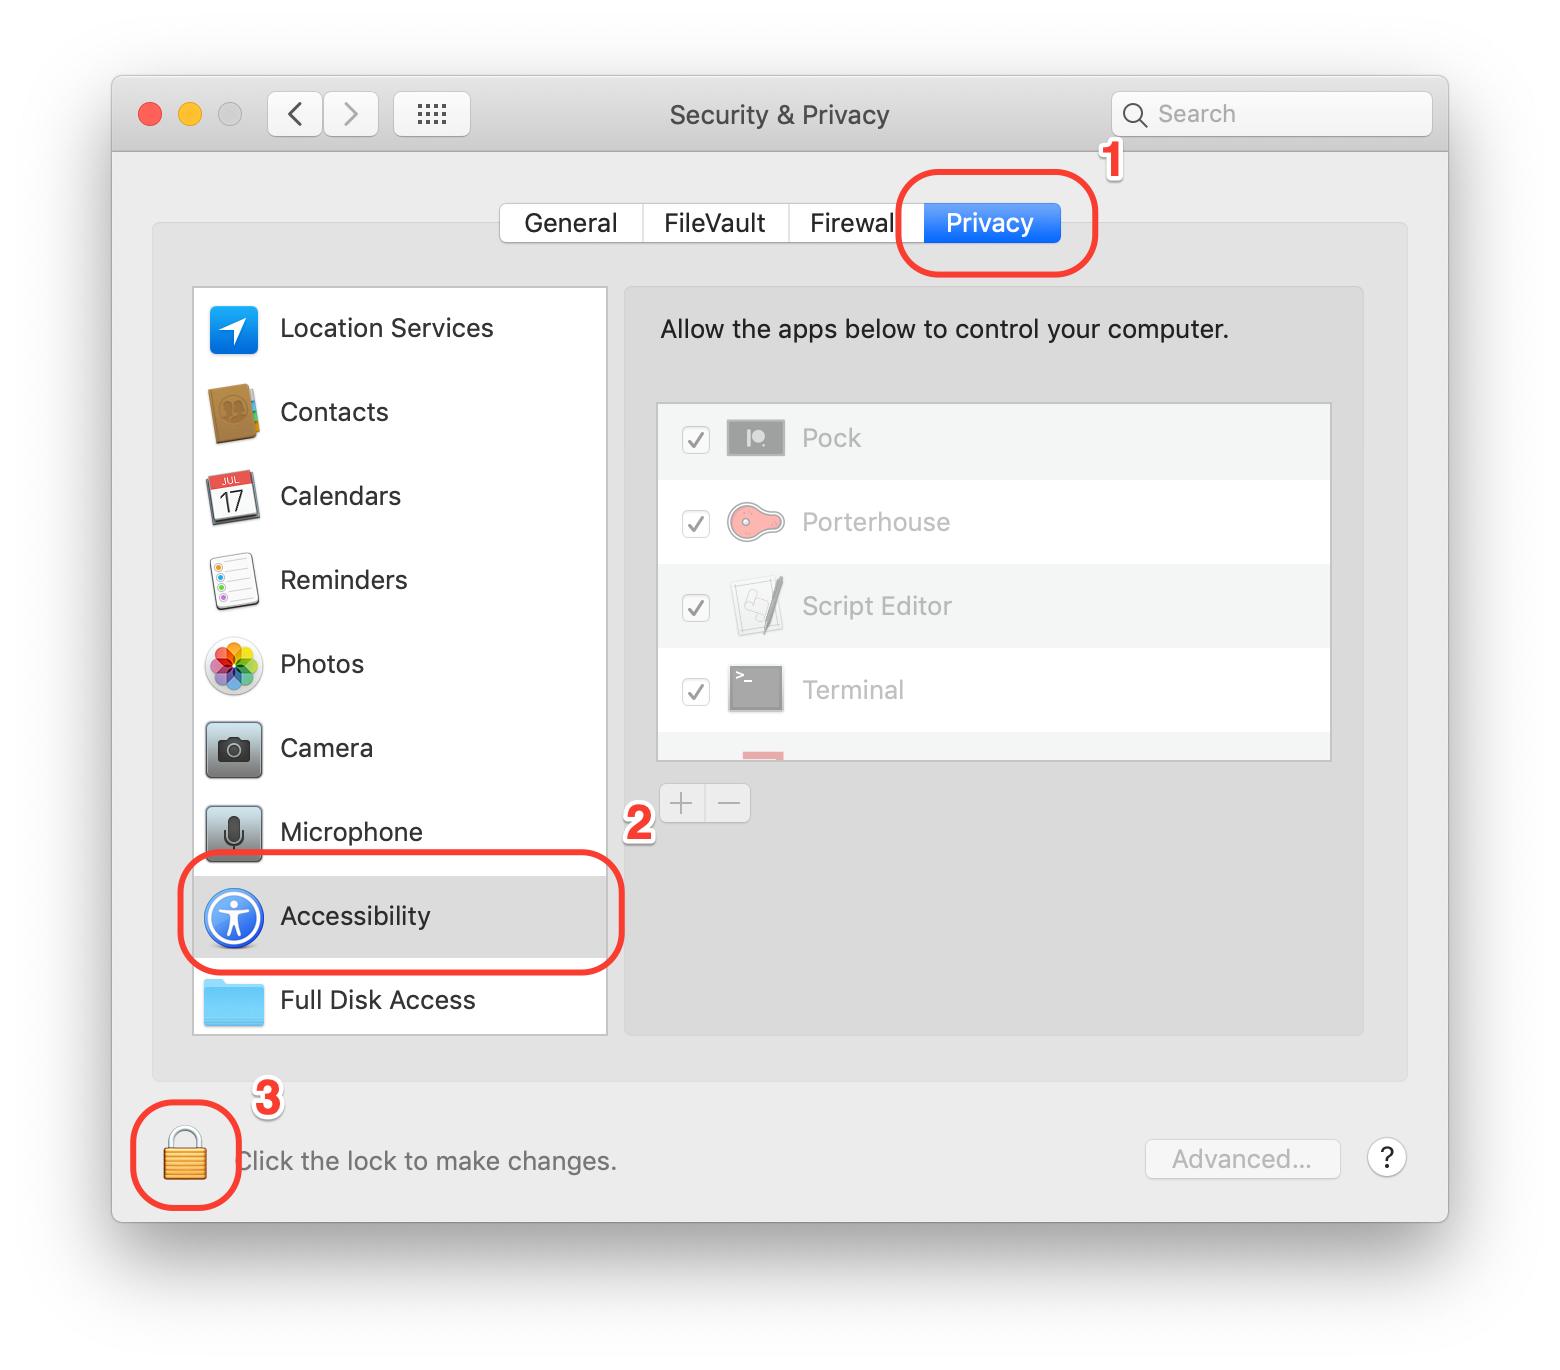 Security & Privacy
Search
1
General
FileVault
Firewal
Privacy
Location Services
Contacts
JUL
17
Calendars
Reminders
Photos
Camera
Microphone
Accessibility
Full Disk Access
Allow the apps below to control your computer.
Pock
Porterhouse
Script Editor
>_
Terminal
2
3
Click the lock to make changes.
Advanced...
?